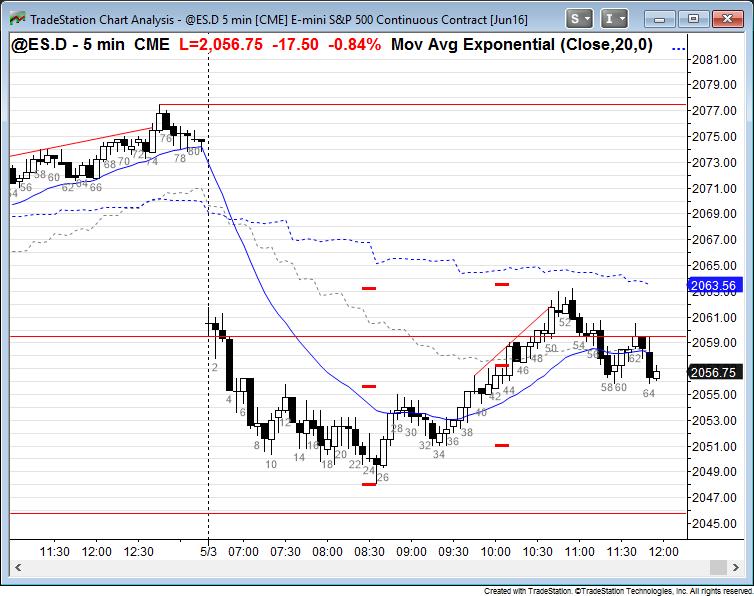 TradeStation Chart Analysis - @ES.D 5 min [CME] E-mini S&P 500 Continuous Contract [Jun16]
S
I
@ES.D - 5 min CME L=2,056.75 -17.50 -0.84% Mov Avg Exponential (Close,20,0) ...
2081.00
2079.00
2077.00
2075.00
2073.00
2071.00
2069.00
2067.00
2065.00
2063.56
2061.00
2059.00
2056.75
2055.00
2053.00
2051.00
2049.00
2047.00
2045.00
56 58 60 62 64 66 68 70 72 74 76 78 80
2 4 6 8 10 12 14 16 18 20 22 24 26 28 30 32 34 36 38 40 42 44 46 48 50 52 54 56 58 60 62 64
11:30 12:00 12:30 5/3 07:00 07:30 08:00 08:30 09:00 09:30 10:00 10:30 11:00 11:30 12:00
Created with TradeStation. ©TradeStation Technologies, Inc. All rights reserved.